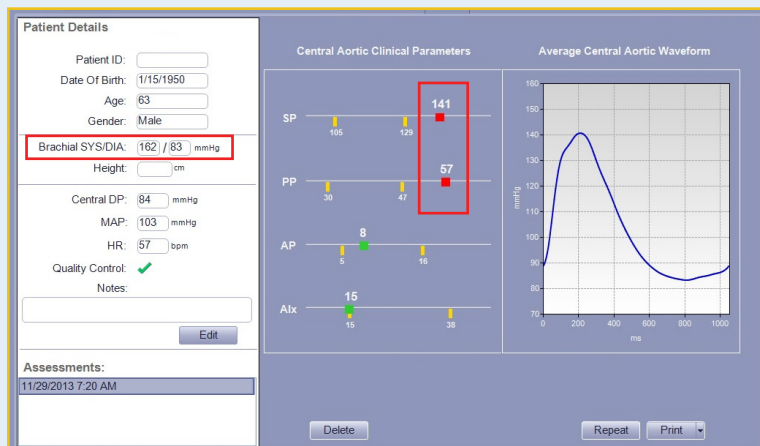 Patient Details
Patient ID:
Date Of Birth: 1/15/1950
Age: 63
Gender: Male
Brachial SYS/DIA: 162 / 83 mmHg
Height: cm
Central DP: 84 mmHg
MAP: 103 mmHg
HR: 57 bpm
Quality Control:
Notes:
Edit
Assessments:
11/29/2013 7:20 AM
Central Aortic Clinical Parameters
SP
141
105 129
PP
57
30 47
AP
8
5 16
AIx
15
15 38
Average Central Aortic Waveform
160
150
140
130
120
110
100
90
80
70
mmHg
0 200 400 600 800 1000
ms
Delete
Repeat
Print